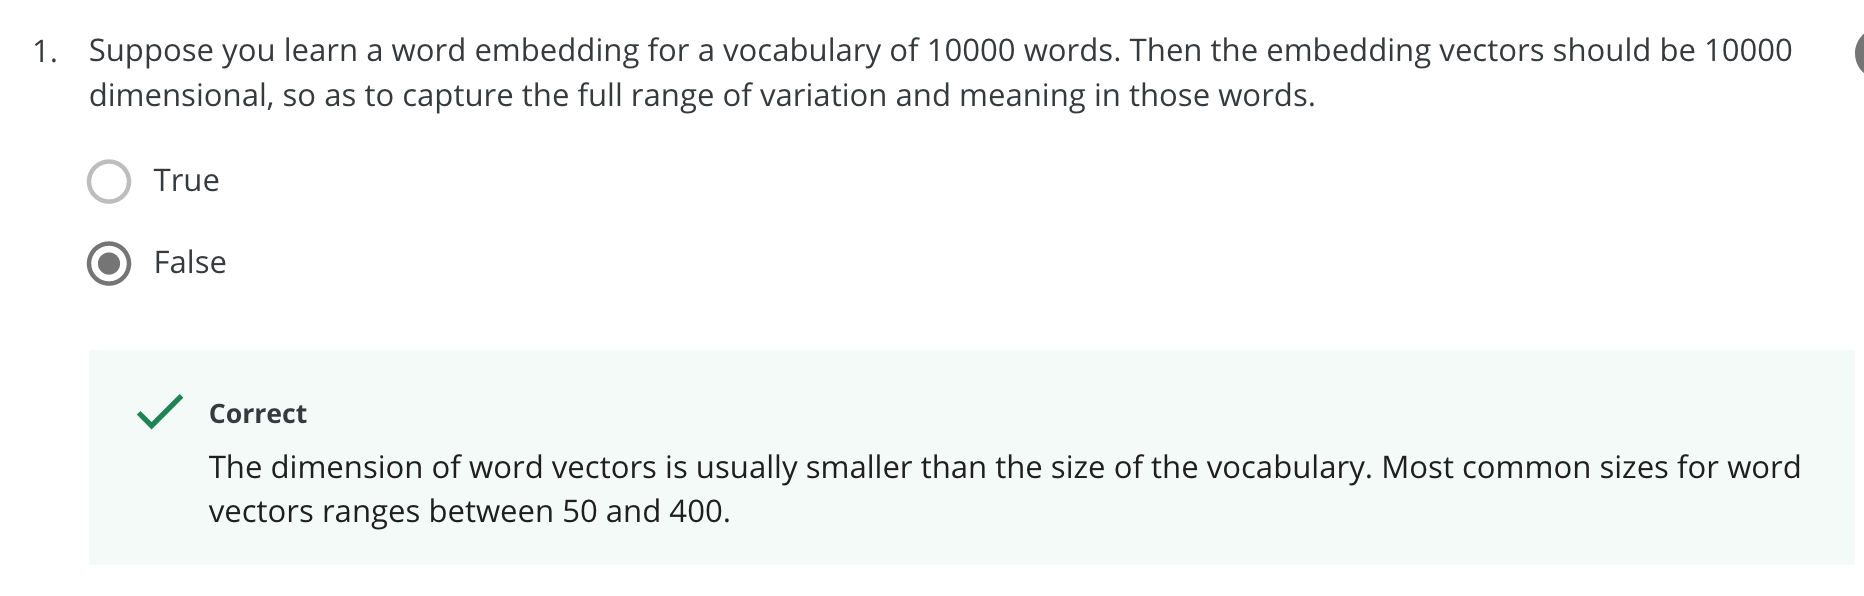 1. Suppose you learn a word embedding for a vocabulary of 10000 words. Then the embedding vectors should be 10000
dimensional, so as to capture the full range of variation and meaning in those words.
True
False
Correct
The dimension of word vectors is usually smaller than the size of the vocabulary. Most common sizes for word
vectors ranges between 50 and 400.